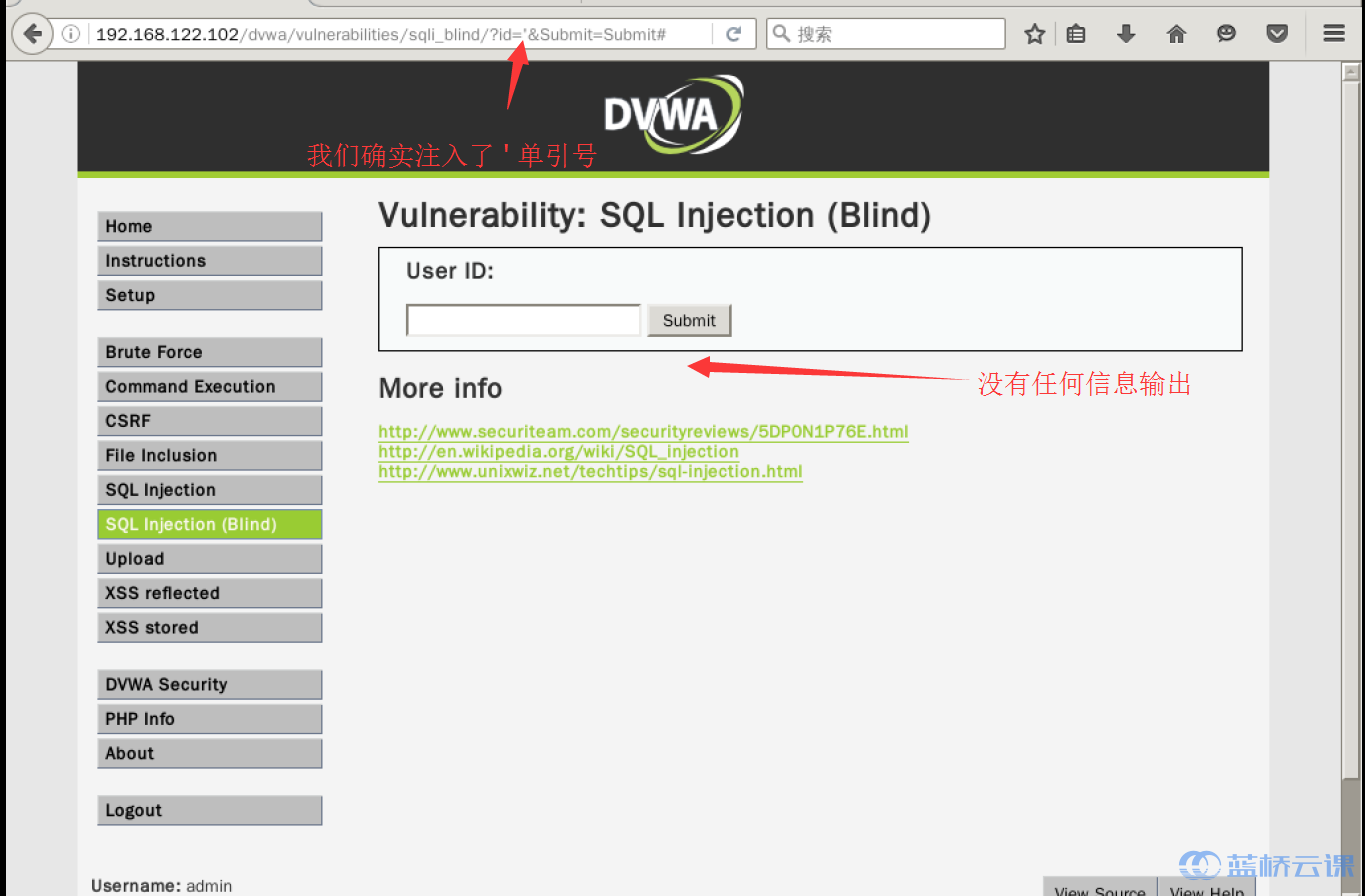 192.168.122.102/dvwa/vulnerabilities/sqli_blind/?id='&Submit=Submit#
搜索
DVWA
我们确实注入了 ' 单引号
Home
Instructions
Setup
Brute Force
Command Execution
CSRF
File Inclusion
SQL Injection
SQL Injection (Blind)
Upload
XSS reflected
XSS stored
DVWA Security
PHP Info
About
Logout
Vulnerability: SQL Injection (Blind)
User ID:
Submit
没有任何信息输出
More info
http://www.securiteam.com/securityreviews/5DP0N1P76E.html
http://en.wikipedia.org/wiki/SQL_injection
http://www.unixwiz.net/techtips/sql-injection.html
Username: admin
View Source
View Help
蓝桥云课